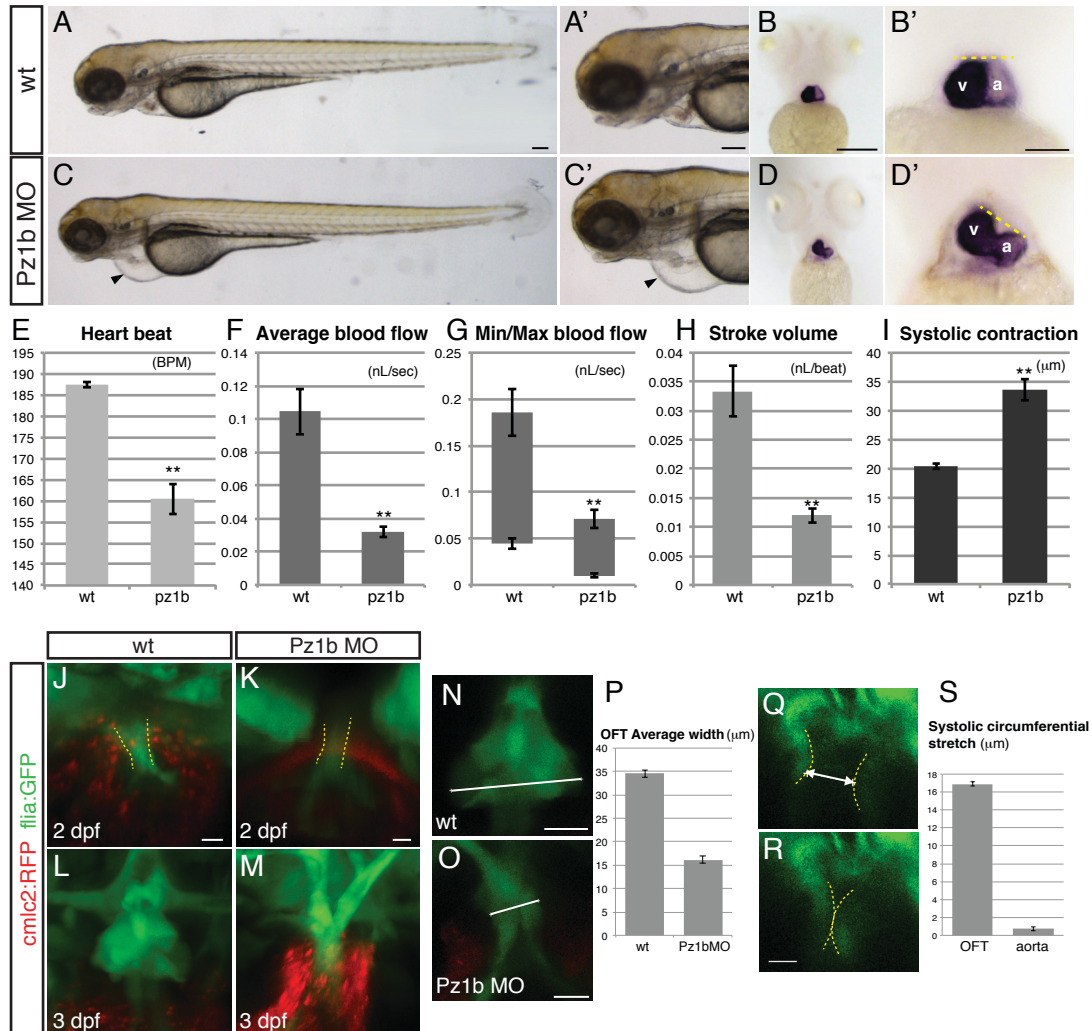 wt
A
A'
B
B'
v
a
Pz1b MO
C
C'
D
D'
v
a
E
Heart beat
(BPM)
195
190
185
180
175
170
165
160
155
150
145
140
**
wt
pz1b
F
Average blood flow
(nL/sec)
0.14
0.12
0.1
0.08
0.06
0.04
0.02
0
**
wt
pz1b
G
Min/Max blood flow
(nL/sec)
0.25
0.2
0.15
0.1
0.05
0
**
wt
pz1b
H
Stroke volume
(nL/beat)
0.04
0.035
0.03
0.025
0.02
0.015
0.01
0.005
0
**
wt
pz1b
I
Systolic contraction
(μm)
40
35
30
25
20
15
10
5
0
**
wt
pz1b
wt
Pz1b MO
cmlc2:RFP flia:GFP
J
2 dpf
K
2 dpf
L
3 dpf
M
3 dpf
N
wt
O
Pz1b MO
P
OFT Average width (μm)
40
35
30
25
20
15
10
5
0
wt
Pz1bMO
Q
R
S
Systolic circumferential
stretch (μm)
18
16
14
12
10
8
6
4
2
0
OFT
aorta